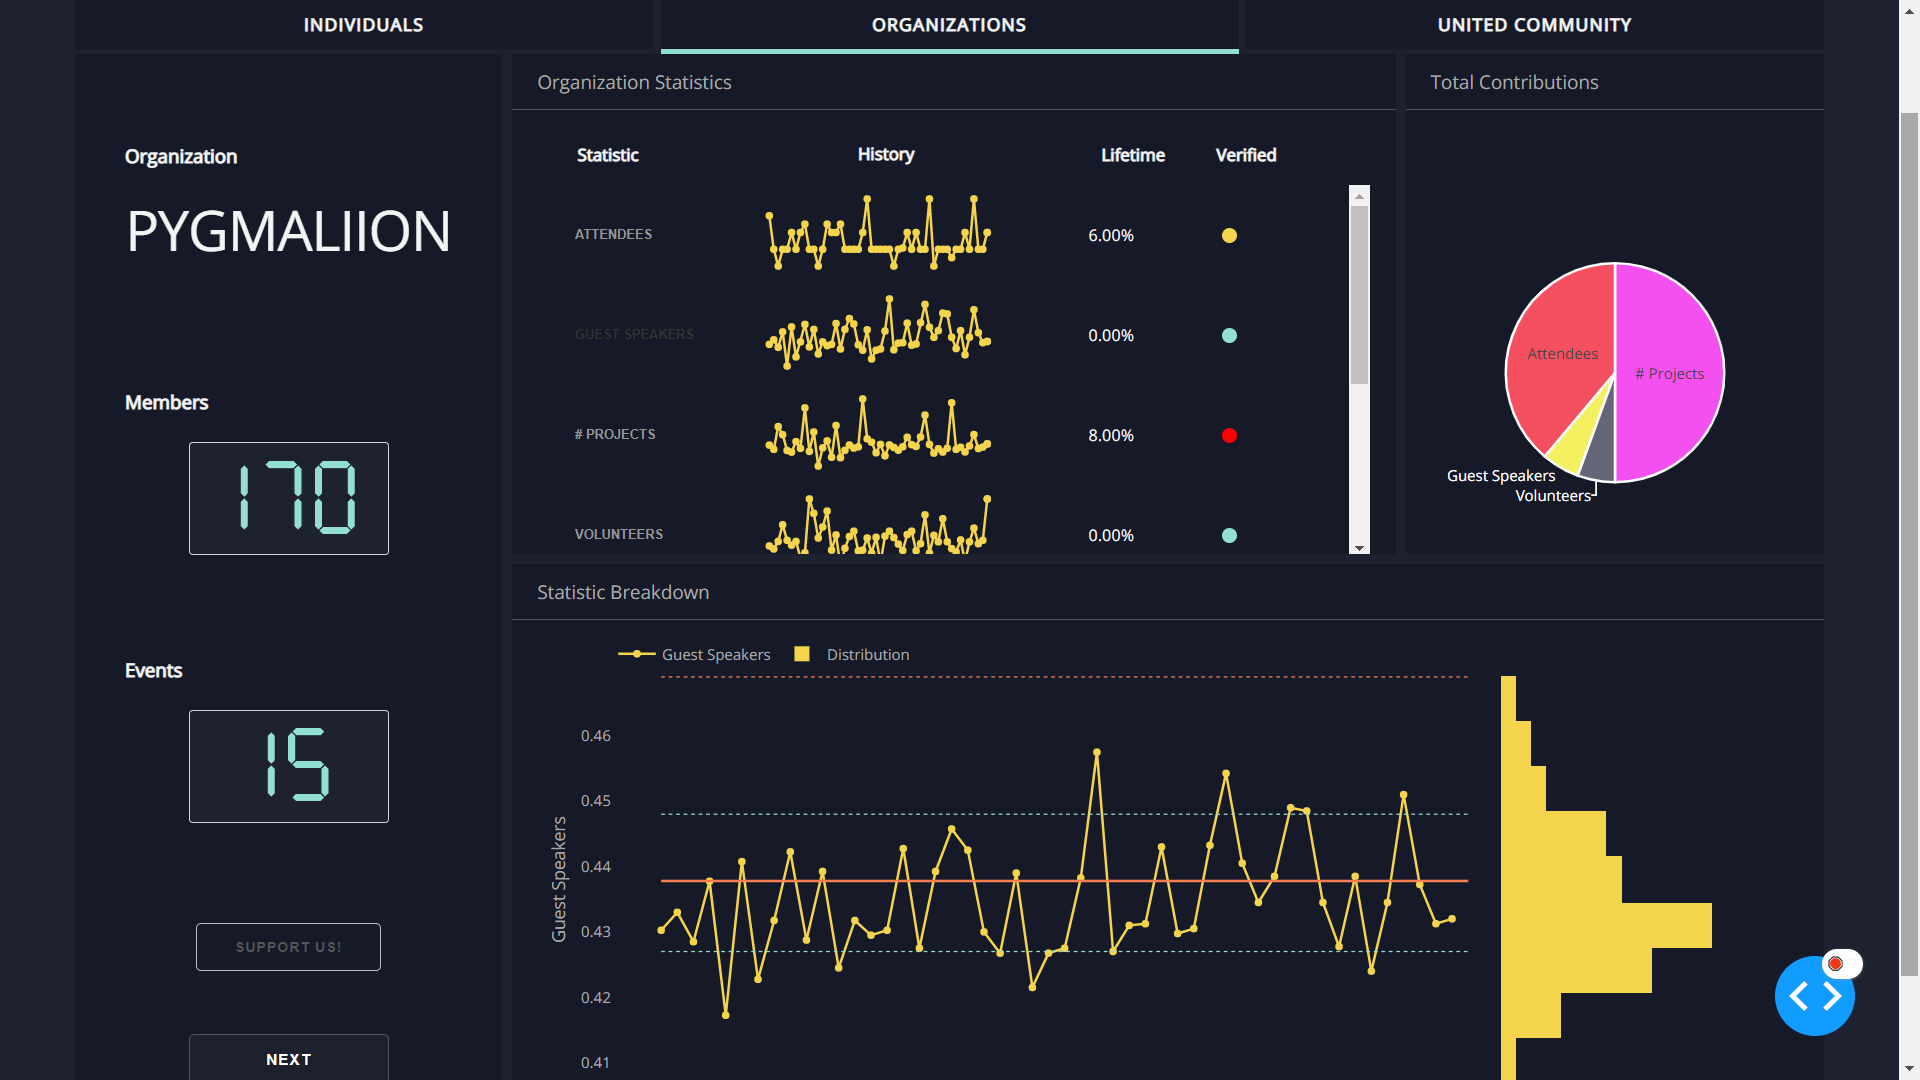 INDIVIDUALS
ORGANIZATIONS
UNITED COMMUNITY
Organization
PYGMALIION
Members
170
Events
15
SUPPORT US!
NEXT
Organization Statistics
Statistic
History
Lifetime
Verified
ATTENDEES
6.00%
GUEST SPEAKERS
0.00%
# PROJECTS
8.00%
VOLUNTEERS
0.00%
Total Contributions
Attendees
# Projects
Guest Speakers
Volunteers
Statistic Breakdown
Guest Speakers
Distribution
0.46
0.45
0.44
0.43
0.42
0.41
Guest Speakers